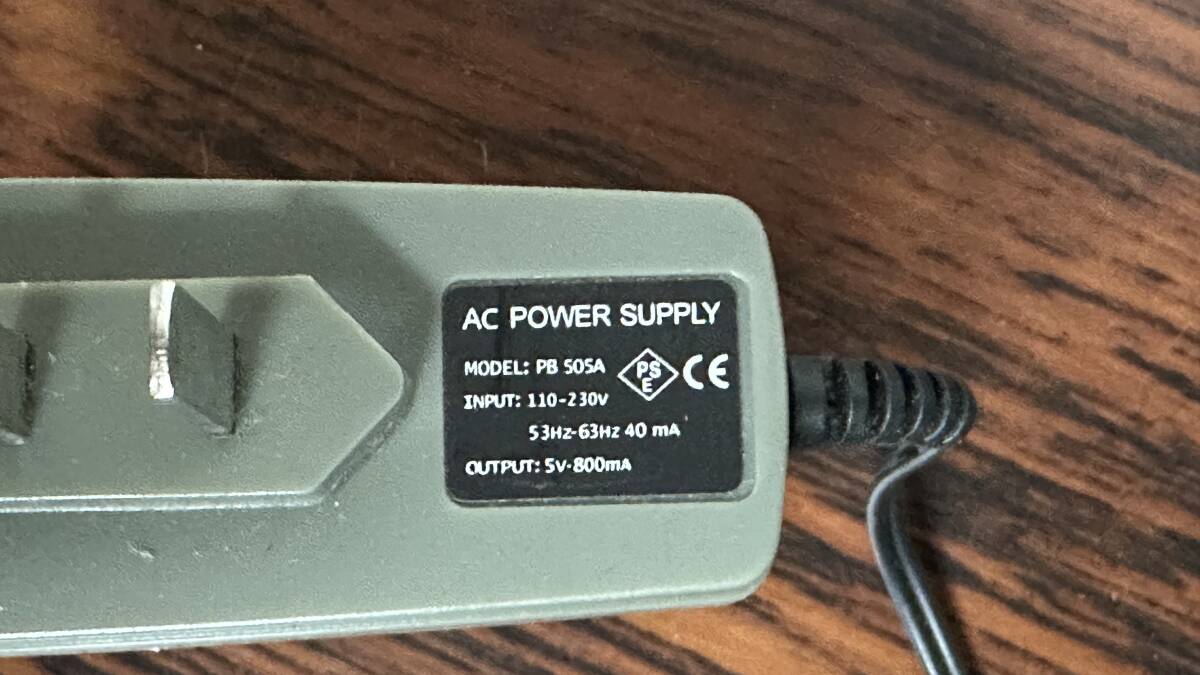 AC POWER SUPPLY
MODEL: PB 505A PS E CE
INPUT: 110-230V
53Hz-63Hz 40 mA
OUTPUT: 5V-800mA